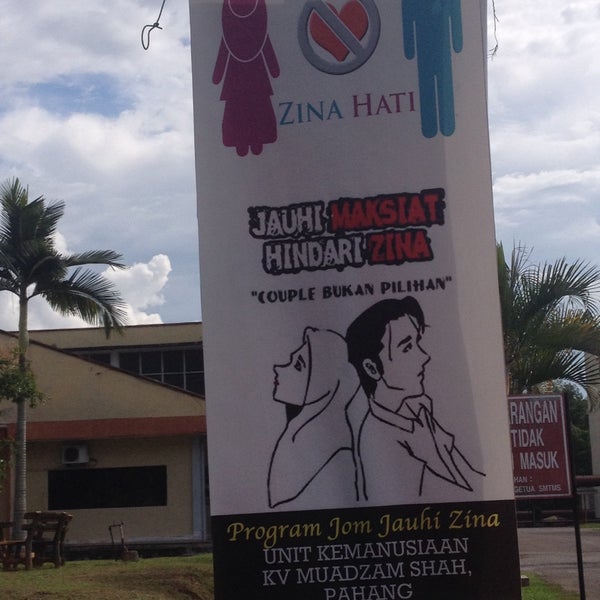 ZINA HATI
JAUHI MAKSIAT
HINDARI ZINA
"COUPLE BUKAN PILIHAN"
Program Jom Jauhi Zina
UNIT KEMANUSIAAN
KV MUADZAM SHAH,
PAHANG
TIDAK
MASUK
SMTMS